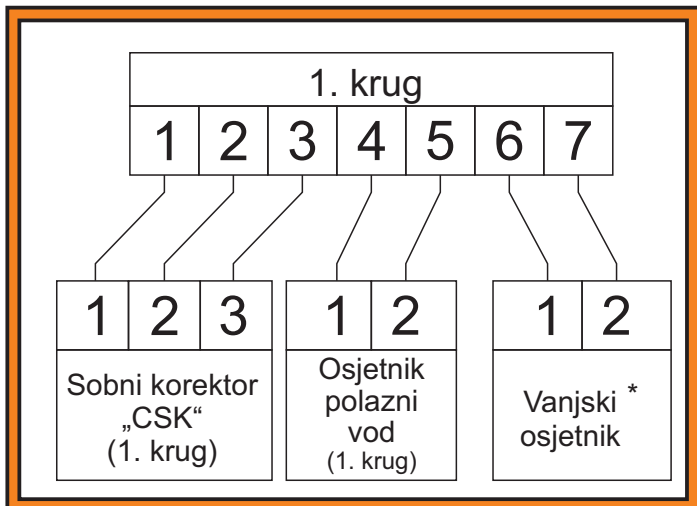 1. krug
1 2 3 4 5 6 7
1 2 3
1 2
1 2
Sobni korektor
„CSK“
(1. krug)
Osjetnik
polazni
vod
(1. krug)
Vanjski *
osjetnik